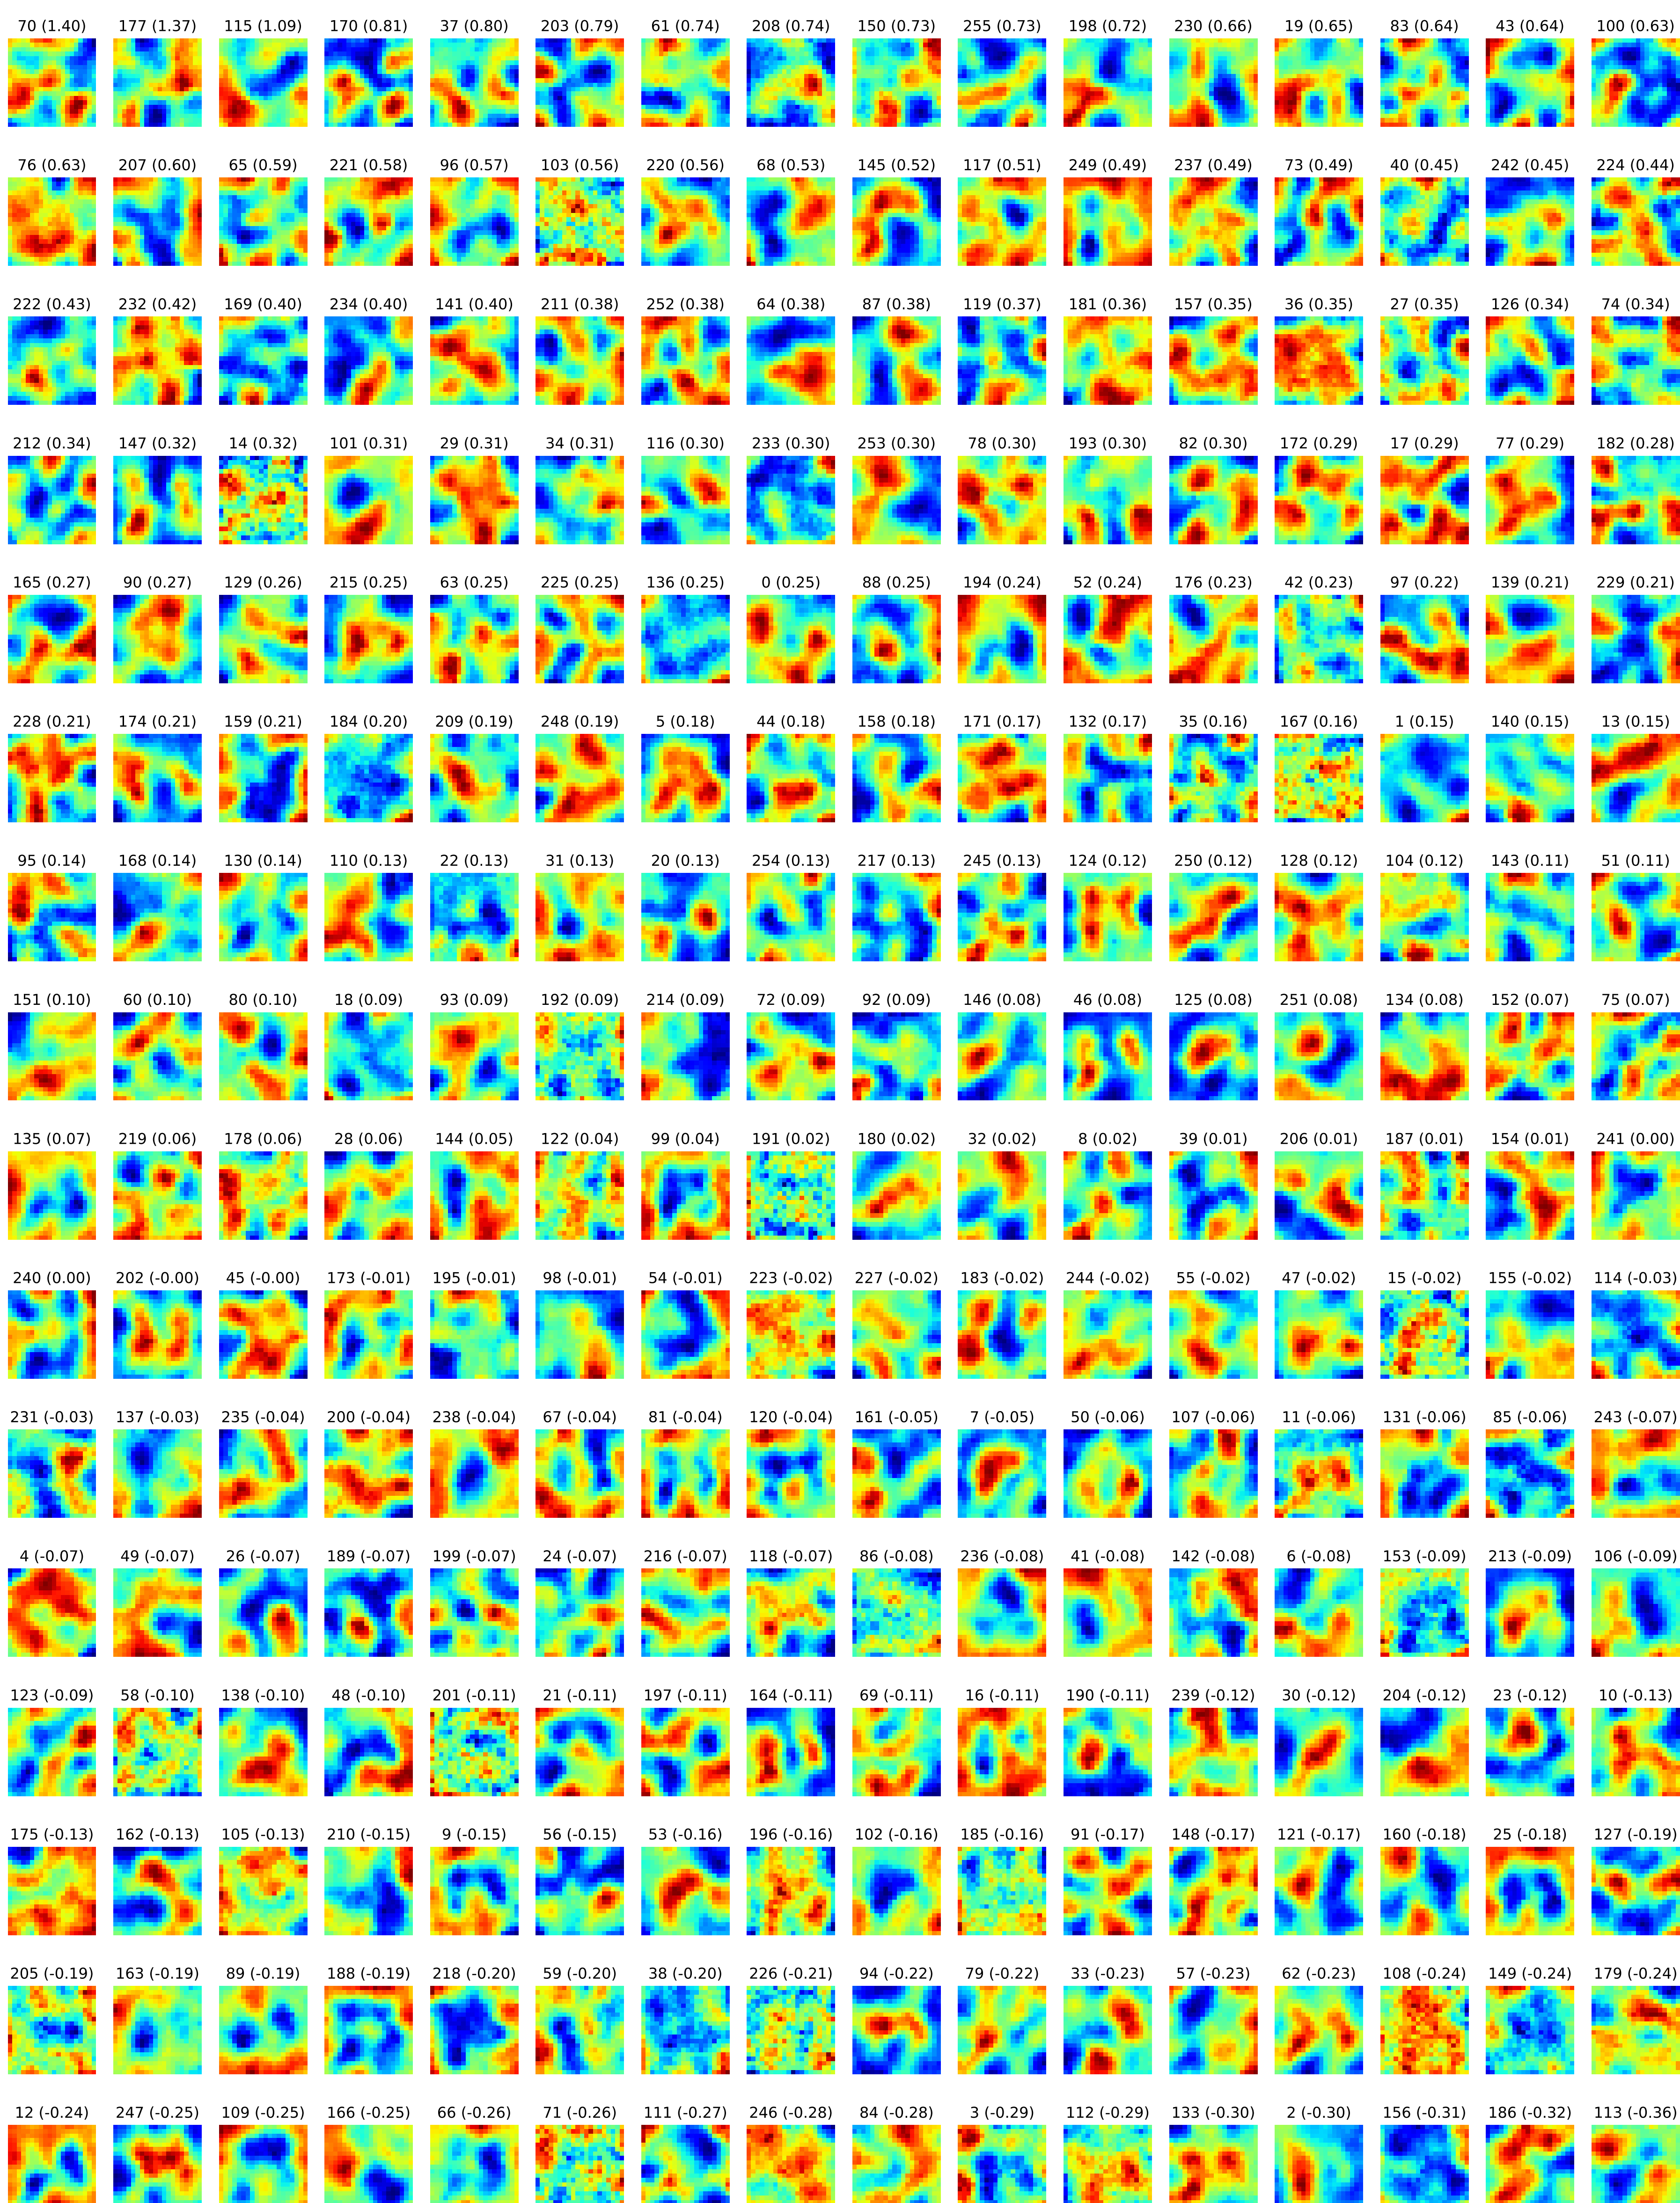 70 (1.40) 177 (1.37) 115 (1.09) 170 (0.81) 37 (0.80) 203 (0.79) 61 (0.74) 208 (0.74) 150 (0.73) 255 (0.73) 198 (0.72) 230 (0.66) 19 (0.65) 83 (0.64) 43 (0.64) 100 (0.63)
76 (0.63) 207 (0.60) 65 (0.59) 221 (0.58) 96 (0.57) 103 (0.56) 220 (0.56) 68 (0.53) 145 (0.52) 117 (0.51) 249 (0.49) 237 (0.49) 73 (0.49) 40 (0.45) 242 (0.45) 224 (0.44)
222 (0.43) 232 (0.42) 169 (0.40) 234 (0.40) 141 (0.40) 211 (0.38) 252 (0.38) 64 (0.38) 87 (0.38) 119 (0.37) 181 (0.36) 157 (0.35) 36 (0.35) 27 (0.35) 126 (0.34) 74 (0.34)
212 (0.34) 147 (0.32) 14 (0.32) 101 (0.31) 29 (0.31) 34 (0.31) 116 (0.30) 233 (0.30) 253 (0.30) 78 (0.30) 193 (0.30) 82 (0.30) 172 (0.29) 17 (0.29) 77 (0.29) 182 (0.28)
165 (0.27) 90 (0.27) 129 (0.26) 215 (0.25) 63 (0.25) 225 (0.25) 136 (0.25) 0 (0.25) 88 (0.25) 194 (0.24) 52 (0.24) 176 (0.23) 42 (0.23) 97 (0.22) 139 (0.21) 229 (0.21)
228 (0.21) 174 (0.21) 159 (0.21) 184 (0.20) 209 (0.19) 248 (0.19) 5 (0.18) 44 (0.18) 158 (0.18) 171 (0.17) 132 (0.17) 35 (0.16) 167 (0.16) 1 (0.15) 140 (0.15) 13 (0.15)
95 (0.14) 168 (0.14) 130 (0.14) 110 (0.13) 22 (0.13) 31 (0.13) 20 (0.13) 254 (0.13) 217 (0.13) 245 (0.13) 124 (0.12) 250 (0.12) 128 (0.12) 104 (0.12) 143 (0.11) 51 (0.11)
151 (0.10) 60 (0.10) 80 (0.10) 18 (0.09) 93 (0.09) 192 (0.09) 214 (0.09) 72 (0.09) 92 (0.09) 146 (0.08) 46 (0.08) 125 (0.08) 251 (0.08) 134 (0.08) 152 (0.07) 75 (0.07)
135 (0.07) 219 (0.06) 178 (0.06) 28 (0.06) 144 (0.05) 122 (0.04) 99 (0.04) 191 (0.02) 180 (0.02) 32 (0.02) 8 (0.02) 39 (0.01) 206 (0.01) 187 (0.01) 154 (0.01) 241 (0.00)
240 (0.00) 202 (-0.00) 45 (-0.00) 173 (-0.01) 195 (-0.01) 98 (-0.01) 54 (-0.01) 223 (-0.02) 227 (-0.02) 183 (-0.02) 244 (-0.02) 55 (-0.02) 47 (-0.02) 15 (-0.02) 155 (-0.02) 114 (-0.03)
231 (-0.03) 137 (-0.03) 235 (-0.04) 200 (-0.04) 238 (-0.04) 67 (-0.04) 81 (-0.04) 120 (-0.04) 161 (-0.05) 7 (-0.05) 50 (-0.06) 107 (-0.06) 11 (-0.06) 131 (-0.06) 85 (-0.06) 243 (-0.07)
4 (-0.07) 49 (-0.07) 26 (-0.07) 189 (-0.07) 199 (-0.07) 24 (-0.07) 216 (-0.07) 118 (-0.07) 86 (-0.08) 236 (-0.08) 41 (-0.08) 142 (-0.08) 6 (-0.08) 153 (-0.09) 213 (-0.09) 106 (-0.09)
123 (-0.09) 58 (-0.10) 138 (-0.10) 48 (-0.10) 201 (-0.11) 21 (-0.11) 197 (-0.11) 164 (-0.11) 69 (-0.11) 16 (-0.11) 190 (-0.11) 239 (-0.12) 30 (-0.12) 204 (-0.12) 23 (-0.12) 10 (-0.13)
175 (-0.13) 162 (-0.13) 105 (-0.13) 210 (-0.15) 9 (-0.15) 56 (-0.15) 53 (-0.16) 196 (-0.16) 102 (-0.16) 185 (-0.16) 91 (-0.17) 148 (-0.17) 121 (-0.17) 160 (-0.18) 25 (-0.18) 127 (-0.19)
205 (-0.19) 163 (-0.19) 89 (-0.19) 188 (-0.19) 218 (-0.20) 59 (-0.20) 38 (-0.20) 226 (-0.21) 94 (-0.22) 79 (-0.22) 33 (-0.23) 57 (-0.23) 62 (-0.23) 108 (-0.24) 149 (-0.24) 179 (-0.24)
12 (-0.24) 247 (-0.25) 109 (-0.25) 166 (-0.25) 66 (-0.26) 71 (-0.26) 111 (-0.27) 246 (-0.28) 84 (-0.28) 3 (-0.29) 112 (-0.29) 133 (-0.30) 2 (-0.30) 156 (-0.31) 186 (-0.32) 113 (-0.36)